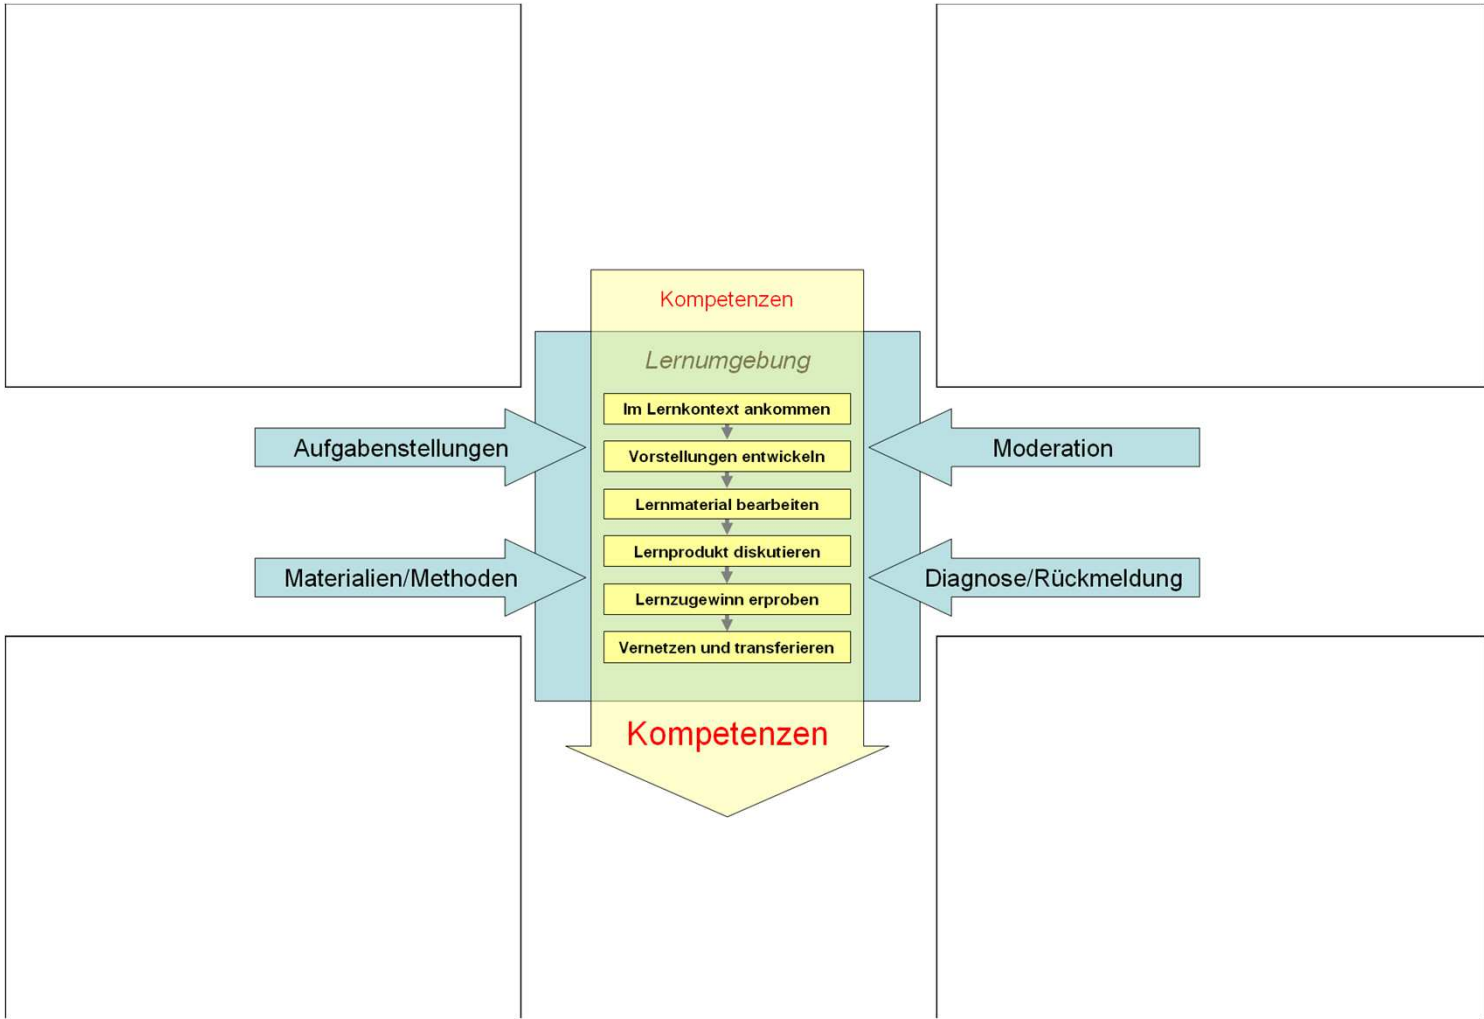 Kompetenzen
Lernumgebung
Im Lernkontext ankommen
Aufgabenstellungen
Vorstellungen entwickeln
Moderation
Lernmaterial bearbeiten
Lernprodukt diskutieren
Materialien/Methoden
Diagnose/Rückmeldung
Lernzugewinn erproben
Vernetzen und transferieren
Kompetenzen